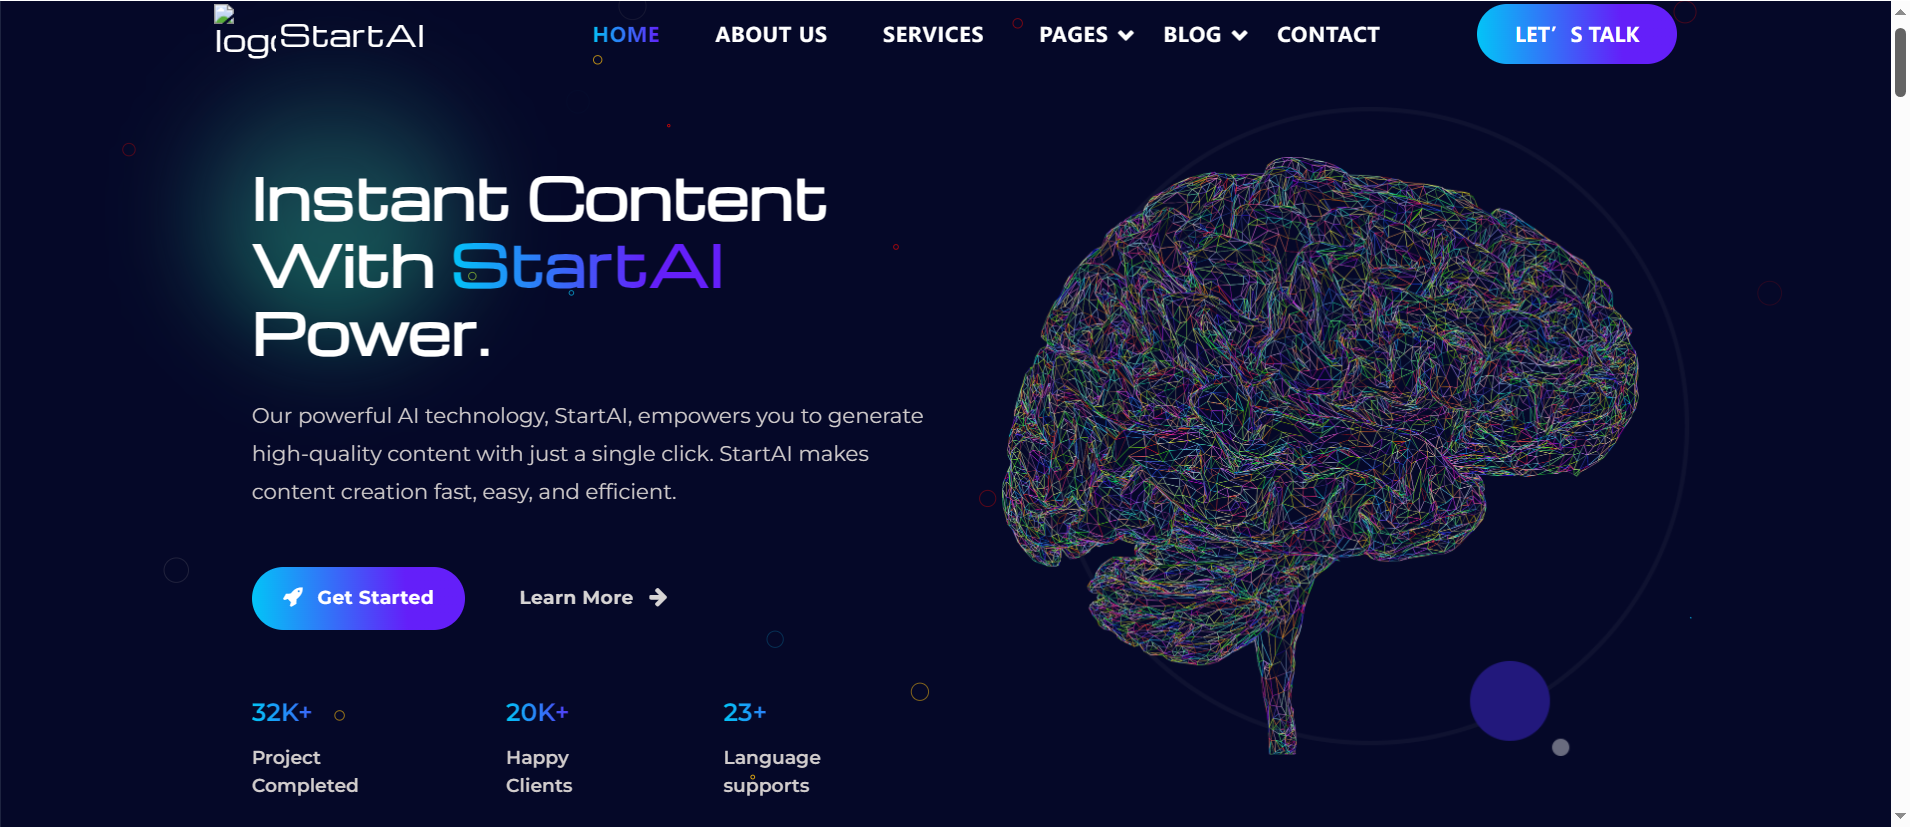 logo StartAI HOME ABOUT US SERVICES PAGES BLOG CONTACT LET’S TALK
Instant Content
With StartAI
Power.
Our powerful AI technology, StartAI, empowers you to generate
high-quality content with just a single click. StartAI makes
content creation fast, easy, and efficient.
Get Started Learn More
32K+ 20K+ 23+
Project Happy Language
Completed Clients supports